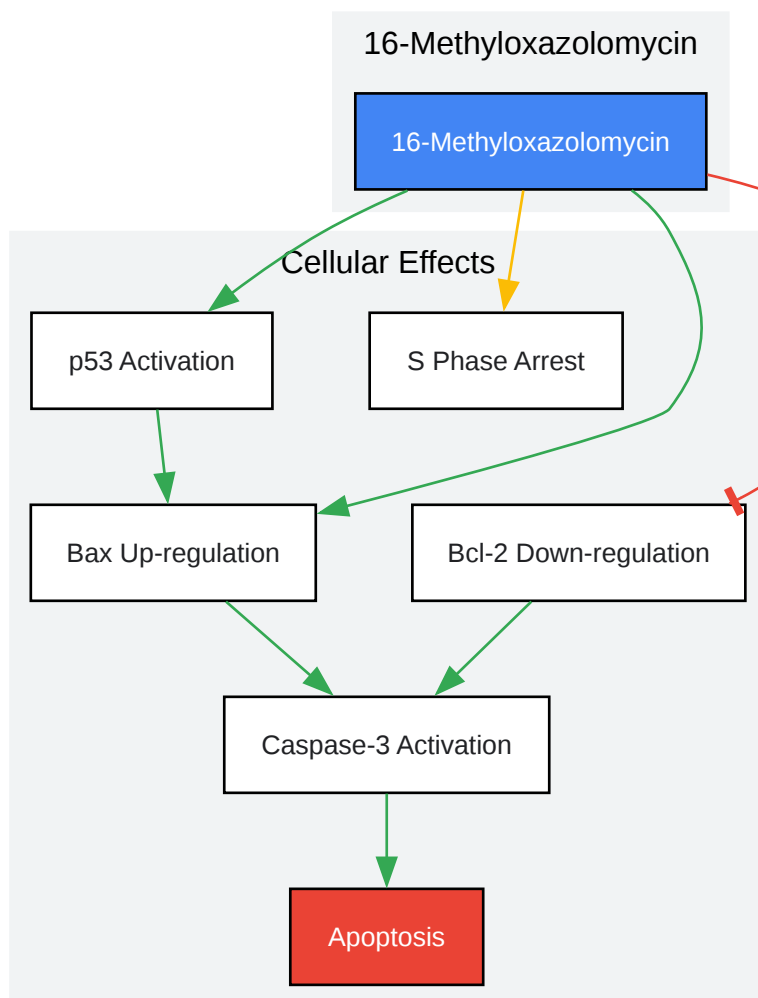 16-Methyloxazolomycin
16-Methyloxazolomycin
Cellular Effects
p53 Activation
S Phase Arrest
Bax Up-regulation
Bcl-2 Down-regulation
Caspase-3 Activation
Apoptosis